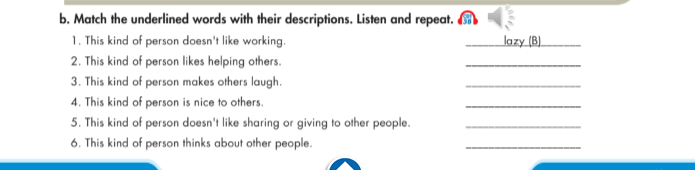 b. Match the underlined words with their descriptions. Listen and repeat.
1. This kind of person doesn't like working. lazy (B)
2. This kind of person likes helping others.
3. This kind of person makes others laugh.
4. This kind of person is nice to others.
5. This kind of person doesn't like sharing or giving to other people.
6. This kind of person thinks about other people.